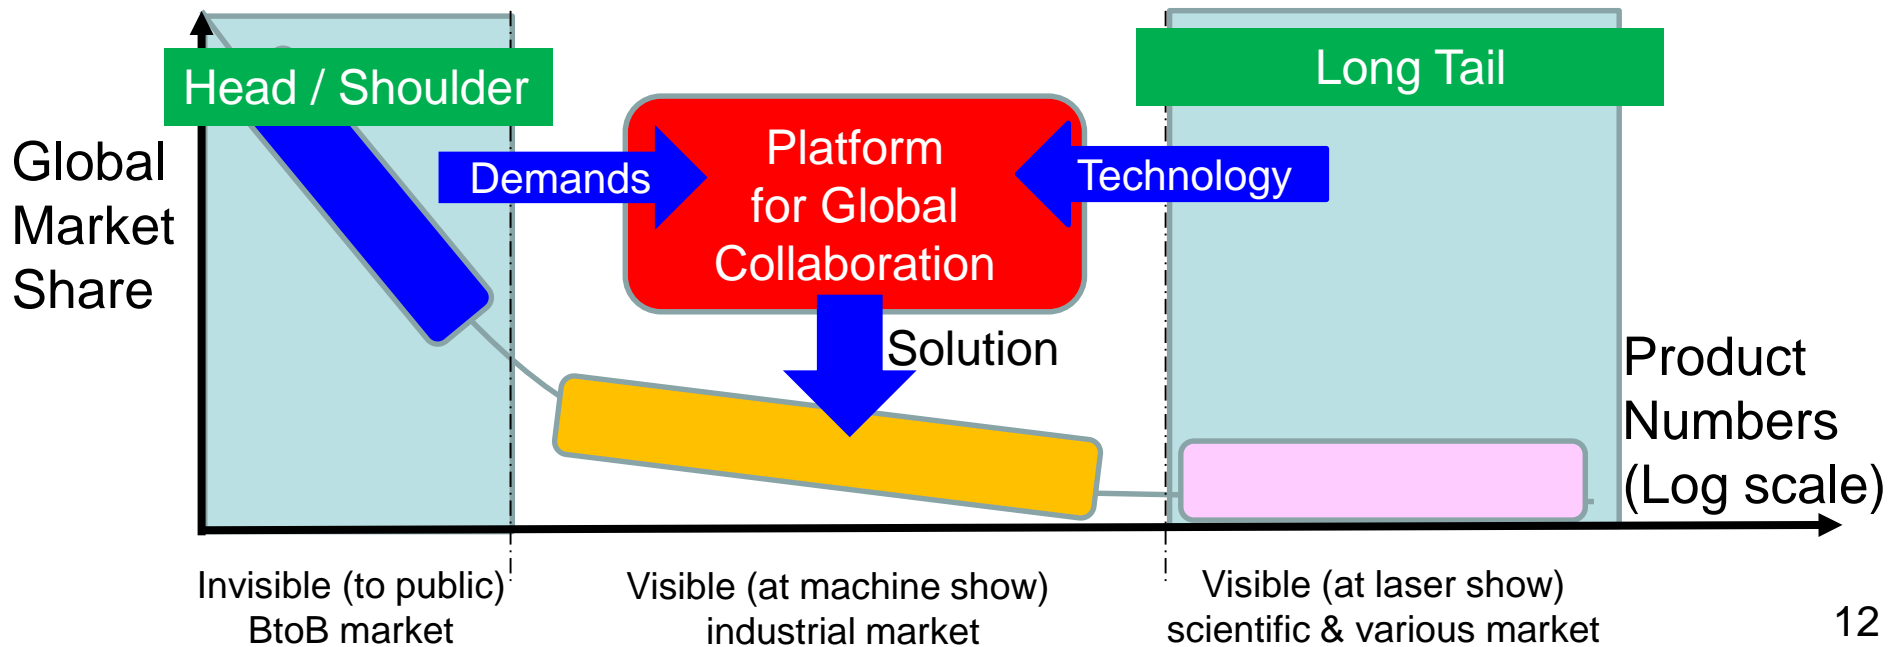 Head / Shoulder
Long Tail
Global
Market
Share
Demands
Platform
for Global
Collaboration
Technology
Solution
Product
Numbers
(Log scale)
Invisible (to public)
BtoB market
Visible (at machine show)
industrial market
Visible (at laser show)
scientific & various market
12